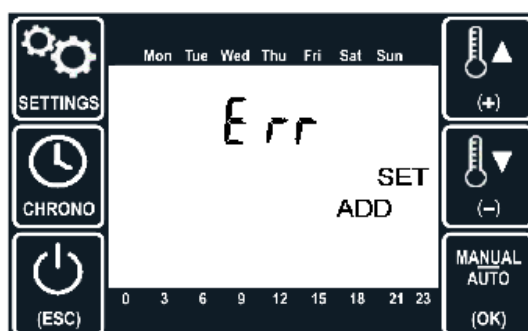 Mon Tue Wed Thu Fri Sat Sun
SETTINGS
(+)
Err
SET
ADD
CHRONO
(−)
MANUAL
AUTO
(OK)
(ESC)
0 3 6 9 12 15 18 21 23